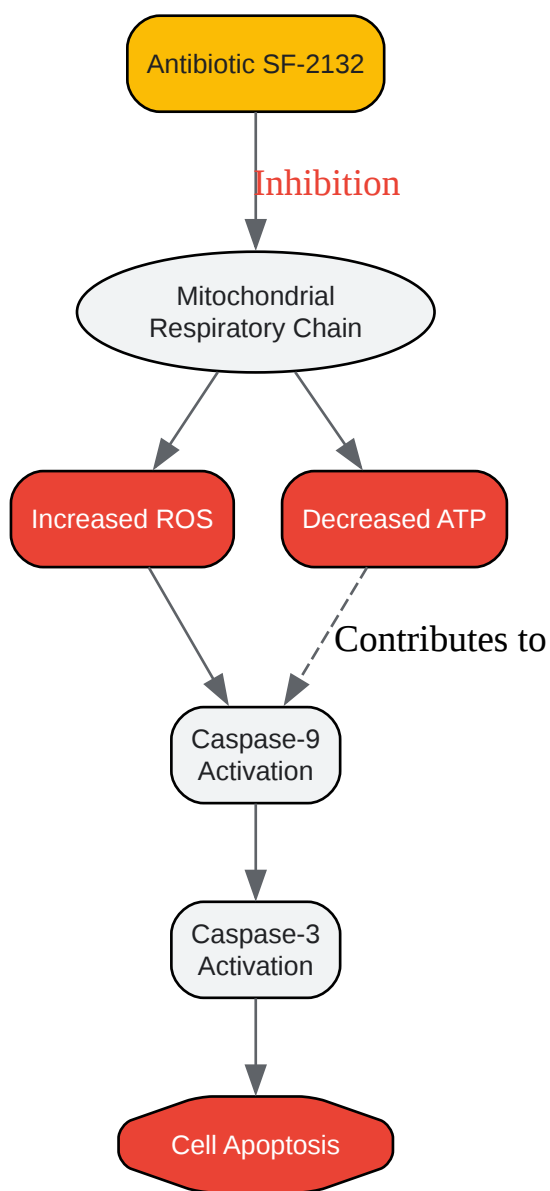 Antibiotic SF-2132
Inhibition
Mitochondrial
Respiratory Chain
Increased ROS
Decreased ATP
Contributes to
Caspase-9
Activation
Caspase-3
Activation
Cell Apoptosis